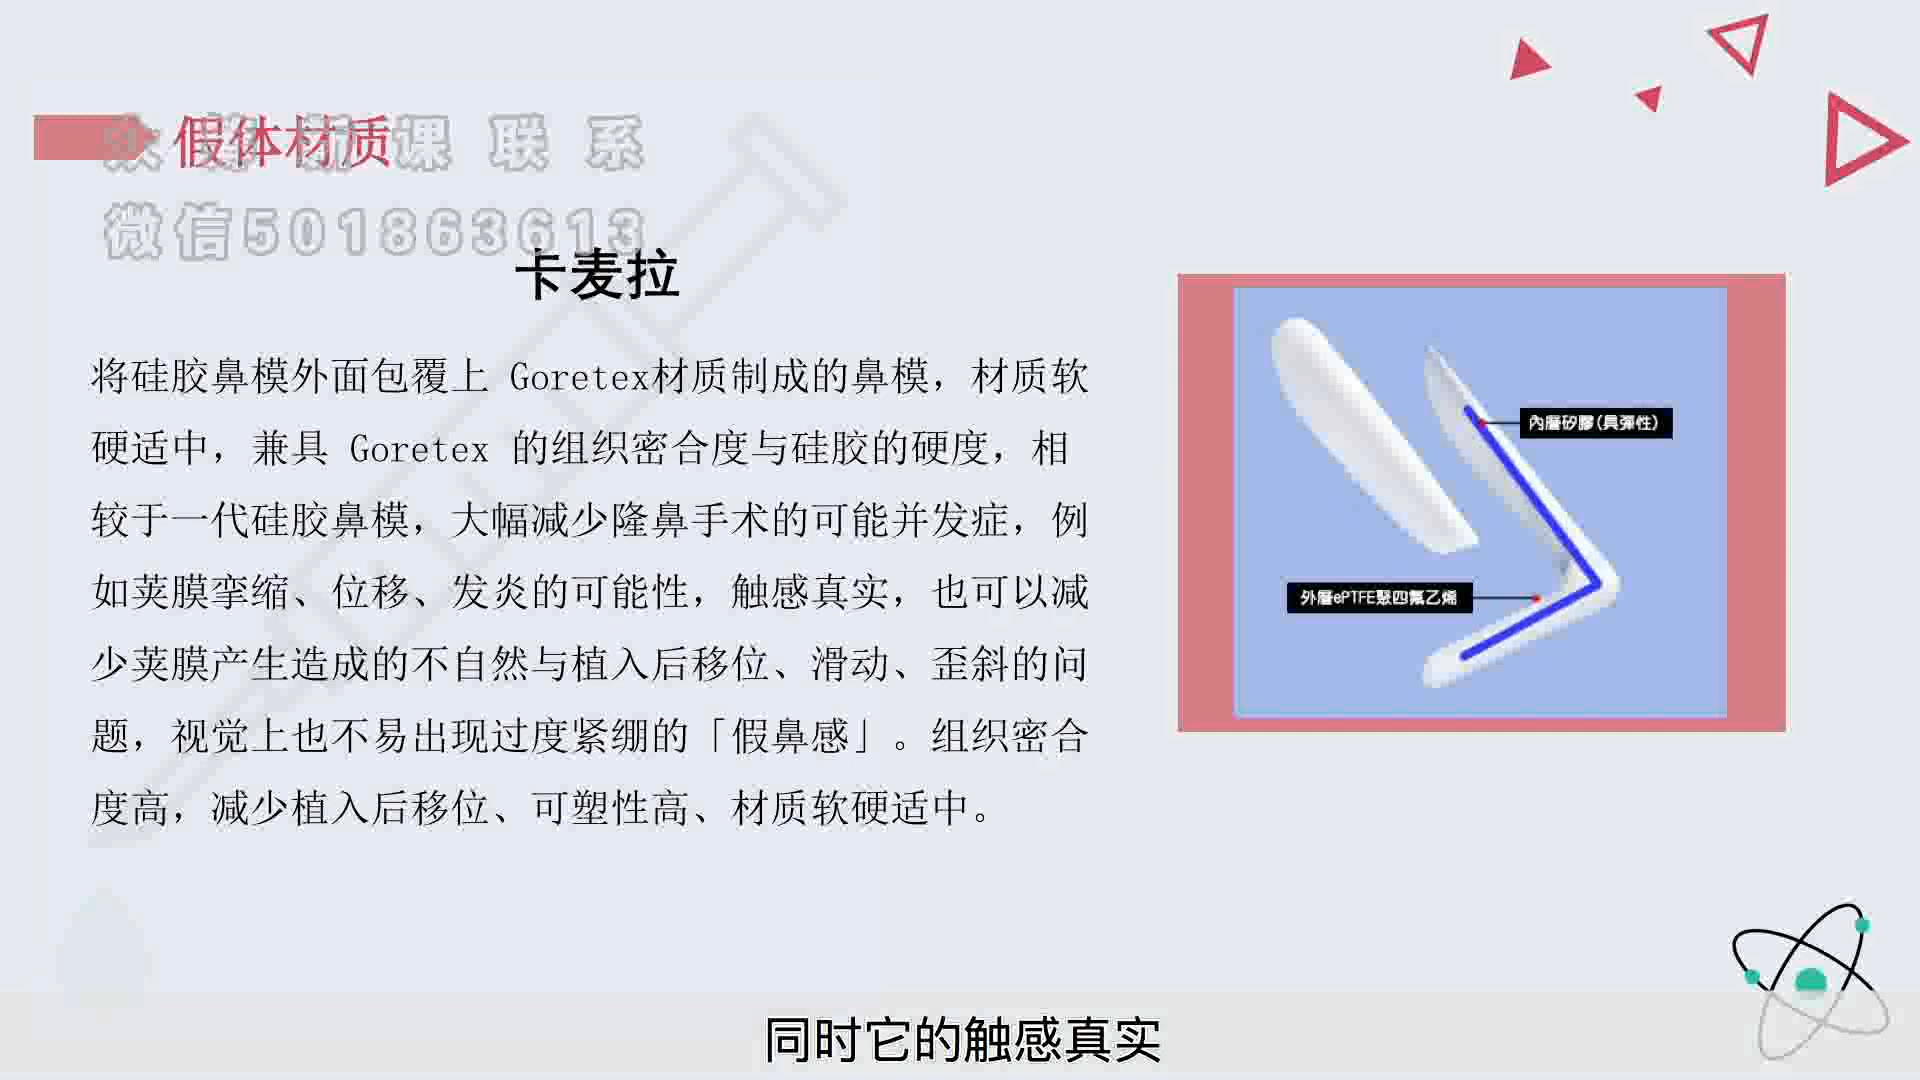 假体材质
课 联 系
微信501863613
卡麦拉
将硅胶鼻模外面包覆上 Goretex材质制成的鼻模，材质软
硬适中，兼具 Goretex 的组织密合度与硅胶的硬度，相
较于一代硅胶鼻模，大幅减少隆鼻手术的可能并发症，例
如荚膜挛缩、位移、发炎的可能性，触感真实，也可以减
少荚膜产生造成的不自然与植入后移位、滑动、歪斜的问
题，视觉上也不易出现过度紧绷的「假鼻感」。组织密合
度高，减少植入后移位、可塑性高、材质软硬适中。
內層矽膠(具彈性)
外層ePTFE聚四氟乙烯
同时它的触感真实